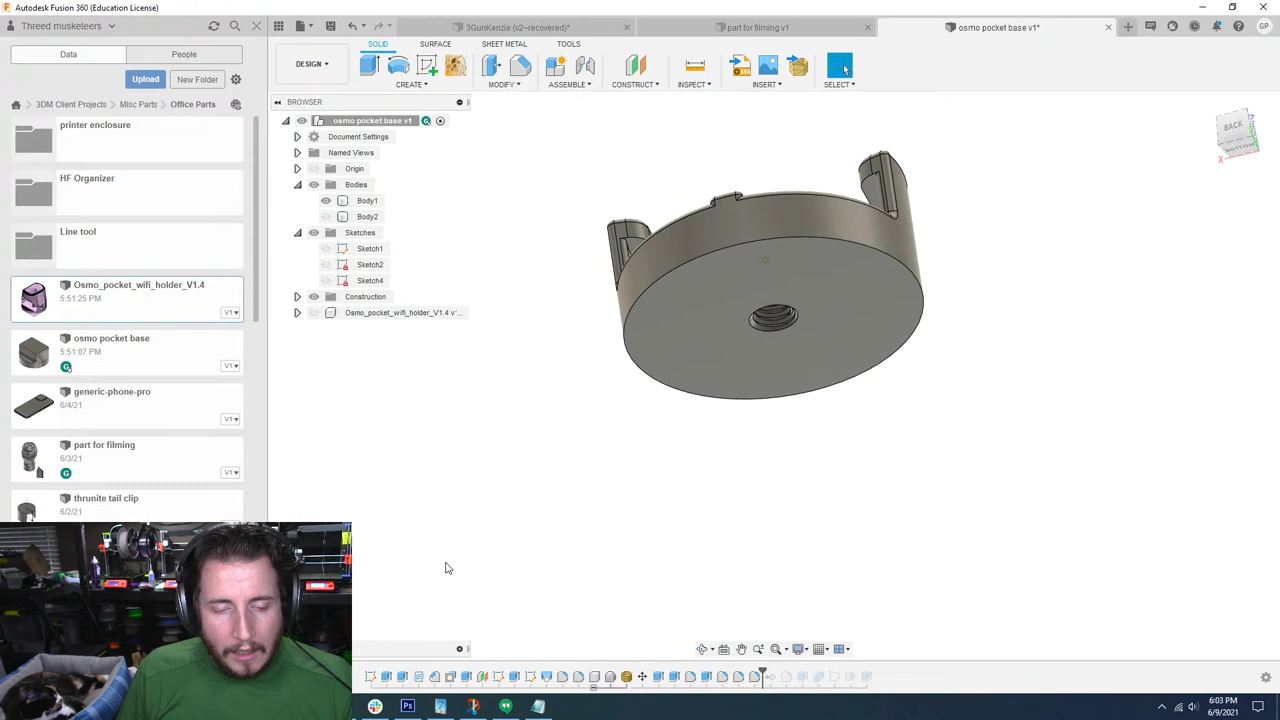 Autodesk Fusion 360 (Education License)
Threed musketeers
3GunKenzie (v2~recovered)*
part for filming v1
osmo pocket base v1*
GP
Data
People
DESIGN
SOLID
SURFACE
SHEET METAL
TOOLS
Upload
New Folder
CREATE
MODIFY
ASSEMBLE
CONSTRUCT
INSPECT
INSERT
SELECT
3DM Client Projects
Misc Parts
Office Parts
BROWSER
BACK
BOTTOM
X
Z
printer enclosure
osmo pocket base v1
Document Settings
Named Views
Origin
HF Organizer
Bodies
Body1
Body2
Line tool
Sketches
Sketch1
Sketch2
Sketch4
Osmo_pocket_wifi_holder_V1.4
5:51:25 PM
V1
Construction
Osmo_pocket_wifi_holder_V1.4 v'...
osmo pocket base
5:51:07 PM
G
V1
generic-phone-pro
6/4/21
V1
part for filming
6/3/21
G
V1
thrunite tail clip
6/2/21
6:03 PM
6/9/2021